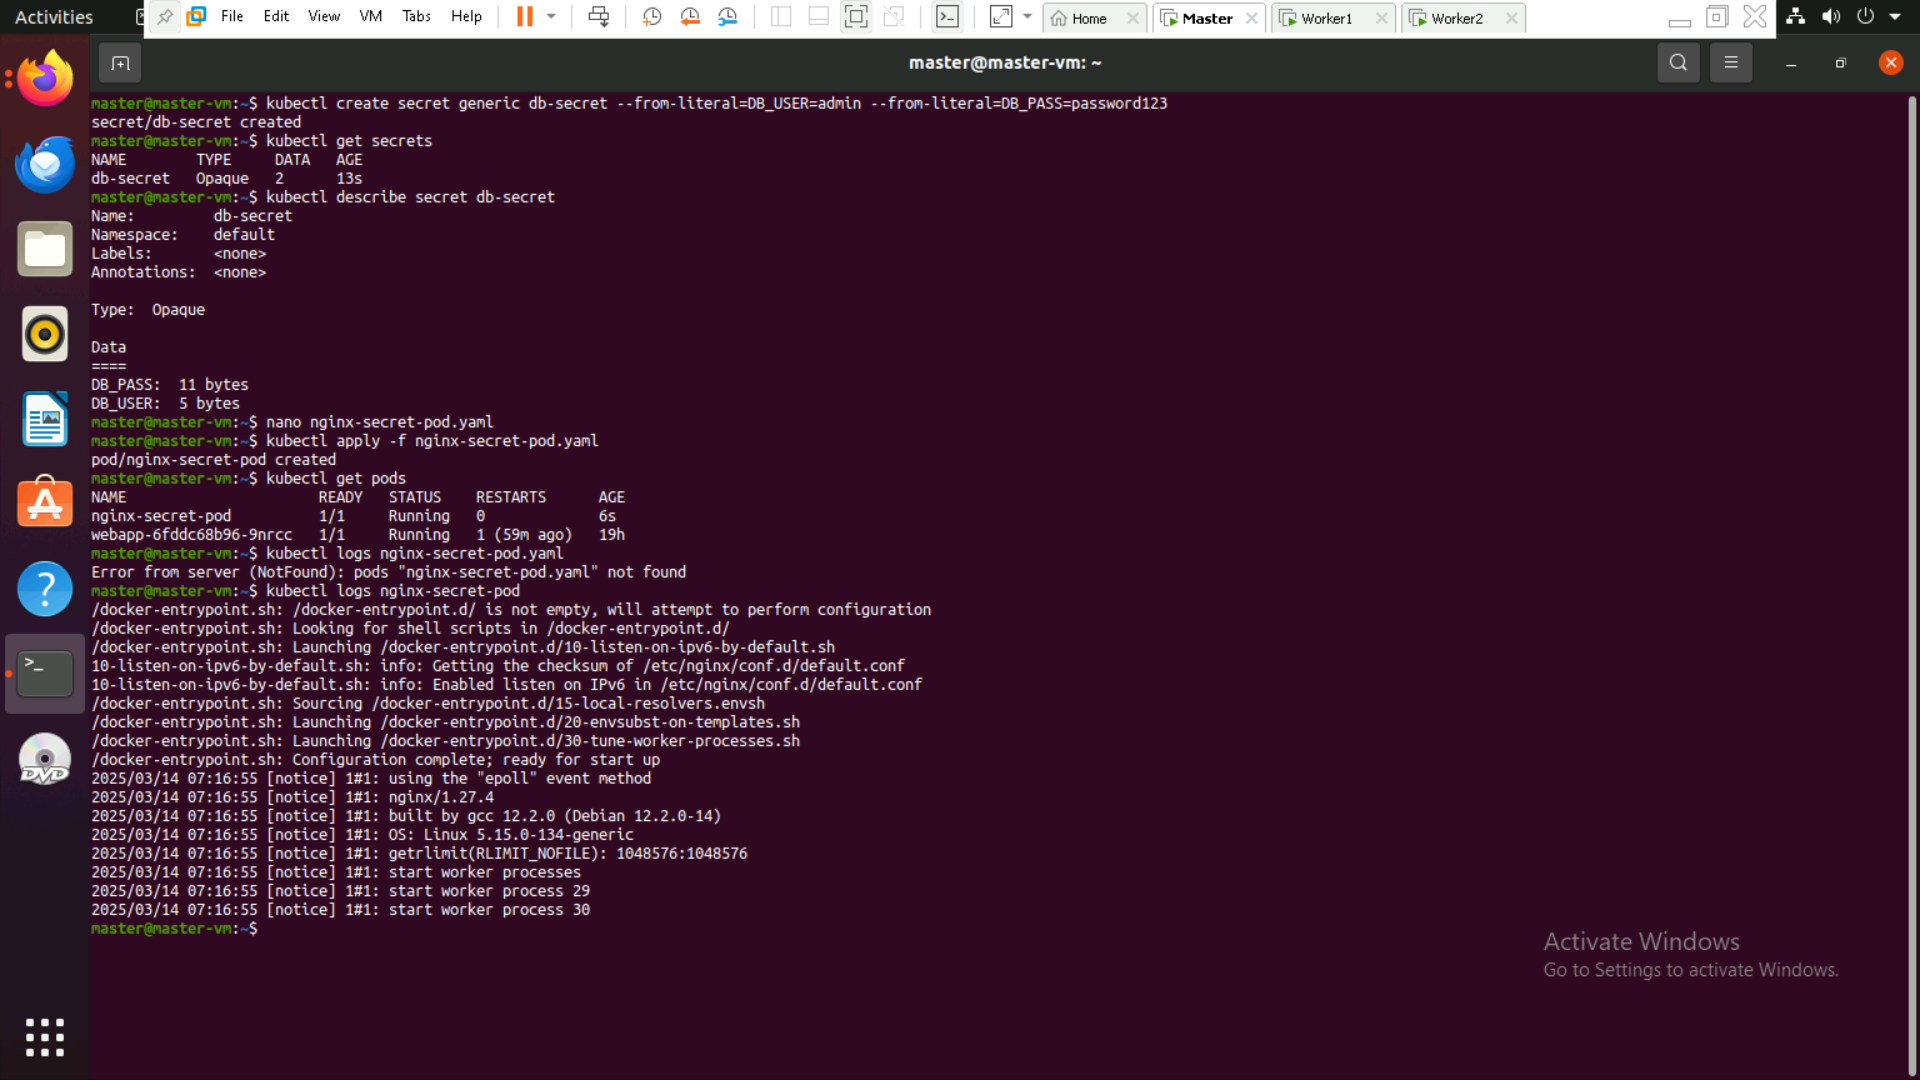 Activities File Edit View VM Tabs Help Home Master Worker1 Worker2
master@master-vm: ~
master@master-vm:~$ kubectl create secret generic db-secret --from-literal=DB_USER=admin --from-literal=DB_PASS=password123
secret/db-secret created
master@master-vm:~$ kubectl get secrets
NAME        TYPE     DATA   AGE
db-secret   Opaque   2      13s
master@master-vm:~$ kubectl describe secret db-secret
Name:         db-secret
Namespace:    default
Labels:       <none>
Annotations:  <none>
Type:  Opaque
Data
====
DB_PASS:  11 bytes
DB_USER:  5 bytes
master@master-vm:~$ nano nginx-secret-pod.yaml
master@master-vm:~$ kubectl apply -f nginx-secret-pod.yaml
pod/nginx-secret-pod created
master@master-vm:~$ kubectl get pods
NAME                      READY   STATUS    RESTARTS      AGE
nginx-secret-pod          1/1     Running   0             6s
webapp-6fddc68b96-9nrcc   1/1     Running   1 (59m ago)   19h
master@master-vm:~$ kubectl logs nginx-secret-pod.yaml
Error from server (NotFound): pods "nginx-secret-pod.yaml" not found
master@master-vm:~$ kubectl logs nginx-secret-pod
/docker-entrypoint.sh: /docker-entrypoint.d/ is not empty, will attempt to perform configuration
/docker-entrypoint.sh: Looking for shell scripts in /docker-entrypoint.d/
/docker-entrypoint.sh: Launching /docker-entrypoint.d/10-listen-on-ipv6-by-default.sh
10-listen-on-ipv6-by-default.sh: info: Getting the checksum of /etc/nginx/conf.d/default.conf
10-listen-on-ipv6-by-default.sh: info: Enabled listen on IPv6 in /etc/nginx/conf.d/default.conf
/docker-entrypoint.sh: Sourcing /docker-entrypoint.d/15-local-resolvers.envsh
/docker-entrypoint.sh: Launching /docker-entrypoint.d/20-envsubst-on-templates.sh
/docker-entrypoint.sh: Launching /docker-entrypoint.d/30-tune-worker-processes.sh
/docker-entrypoint.sh: Configuration complete; ready for start up
2025/03/14 07:16:55 [notice] 1#1: using the "epoll" event method
2025/03/14 07:16:55 [notice] 1#1: nginx/1.27.4
2025/03/14 07:16:55 [notice] 1#1: built by gcc 12.2.0 (Debian 12.2.0-14)
2025/03/14 07:16:55 [notice] 1#1: OS: Linux 5.15.0-134-generic
2025/03/14 07:16:55 [notice] 1#1: getrlimit(RLIMIT_NOFILE): 1048576:1048576
2025/03/14 07:16:55 [notice] 1#1: start worker processes
2025/03/14 07:16:55 [notice] 1#1: start worker process 29
2025/03/14 07:16:55 [notice] 1#1: start worker process 30
master@master-vm:~$
DVD
Activate Windows
Go to Settings to activate Windows.